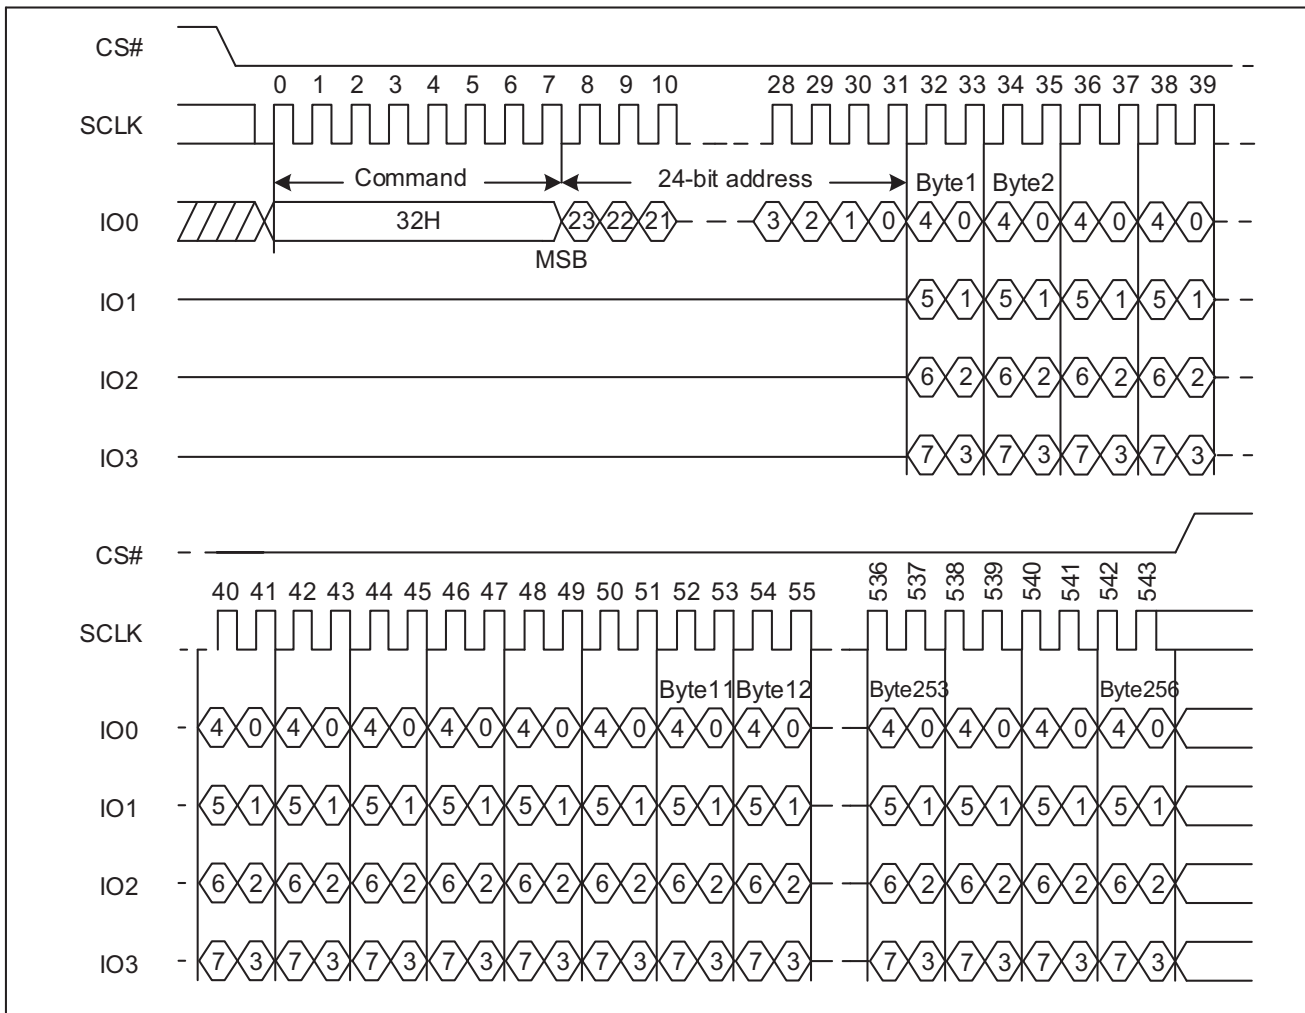 CS#
0 1 2 3 4 5 6 7 8 9 10 28 29 30 31 32 33 34 35 36 37 38 39
SCLK
Command 24-bit address Byte1 Byte2
IO0 32H 23 22 21 3 2 1 0 4 0 4 0 4 0 4 0
MSB
IO1 5 1 5 1 5 1 5 1
IO2 6 2 6 2 6 2 6 2
IO3 7 3 7 3 7 3 7 3
CS#
40 41 42 43 44 45 46 47 48 49 50 51 52 53 54 55 536 537 538 539 540 541 542 543
SCLK
Byte11 Byte12 Byte253 Byte256
IO0 4 0 4 0 4 0 4 0 4 0 4 0 4 0 4 0 4 0 4 0 4 0 4 0
IO1 5 1 5 1 5 1 5 1 5 1 5 1 5 1 5 1 5 1 5 1 5 1 5 1
IO2 6 2 6 2 6 2 6 2 6 2 6 2 6 2 6 2 6 2 6 2 6 2 6 2
IO3 7 3 7 3 7 3 7 3 7 3 7 3 7 3 7 3 7 3 7 3 7 3 7 3